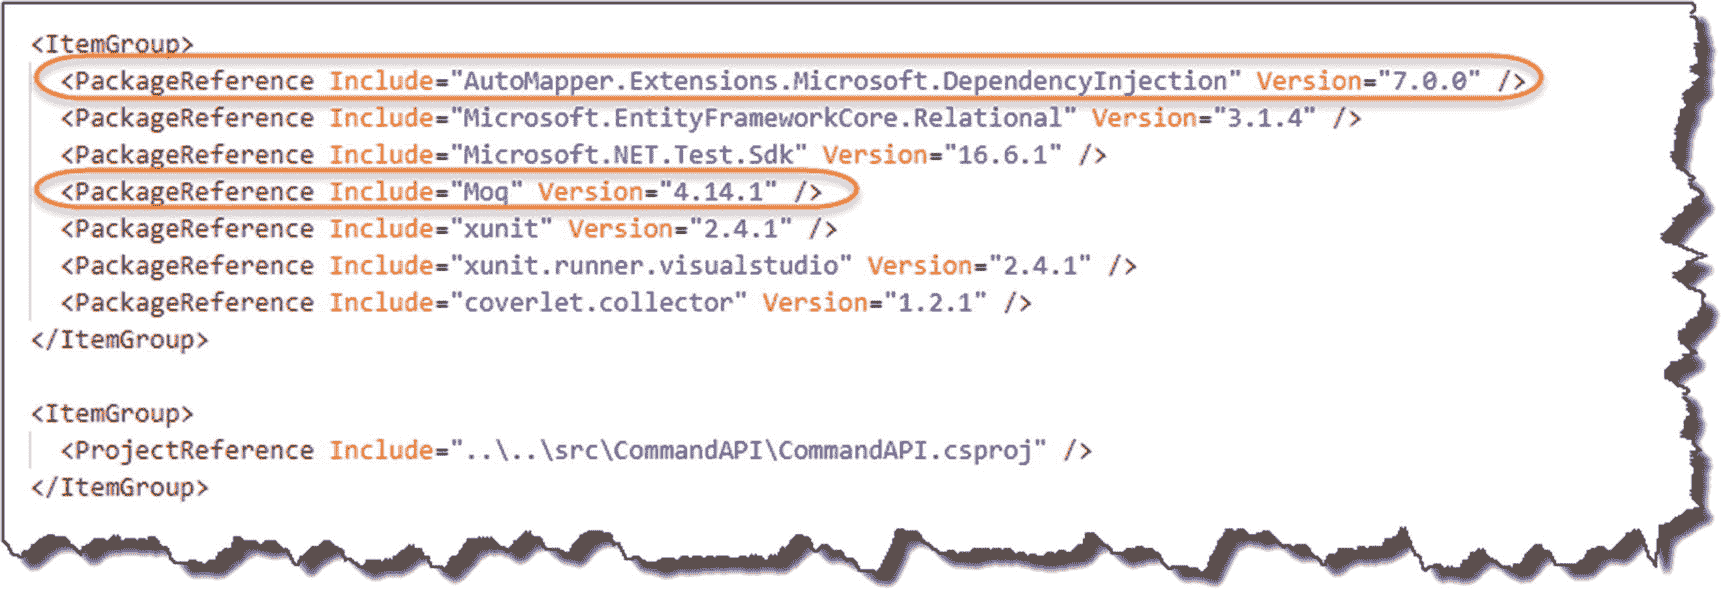 <ItemGroup>
<PackageReference Include="AutoMapper.Extensions.Microsoft.DependencyInjection" Version="7.0.0" />
<PackageReference Include="Microsoft.EntityFrameworkCore.Relational" Version="3.1.4" />
<PackageReference Include="Microsoft.NET.Test.Sdk" Version="16.6.1" />
<PackageReference Include="Moq" Version="4.14.1" />
<PackageReference Include="xunit" Version="2.4.1" />
<PackageReference Include="xunit.runner.visualstudio" Version="2.4.1" />
<PackageReference Include="coverlet.collector" Version="1.2.1" />
</ItemGroup>
<ItemGroup>
<ProjectReference Include="..\..\src\CommandAPI\CommandAPI.csproj" />
</ItemGroup>